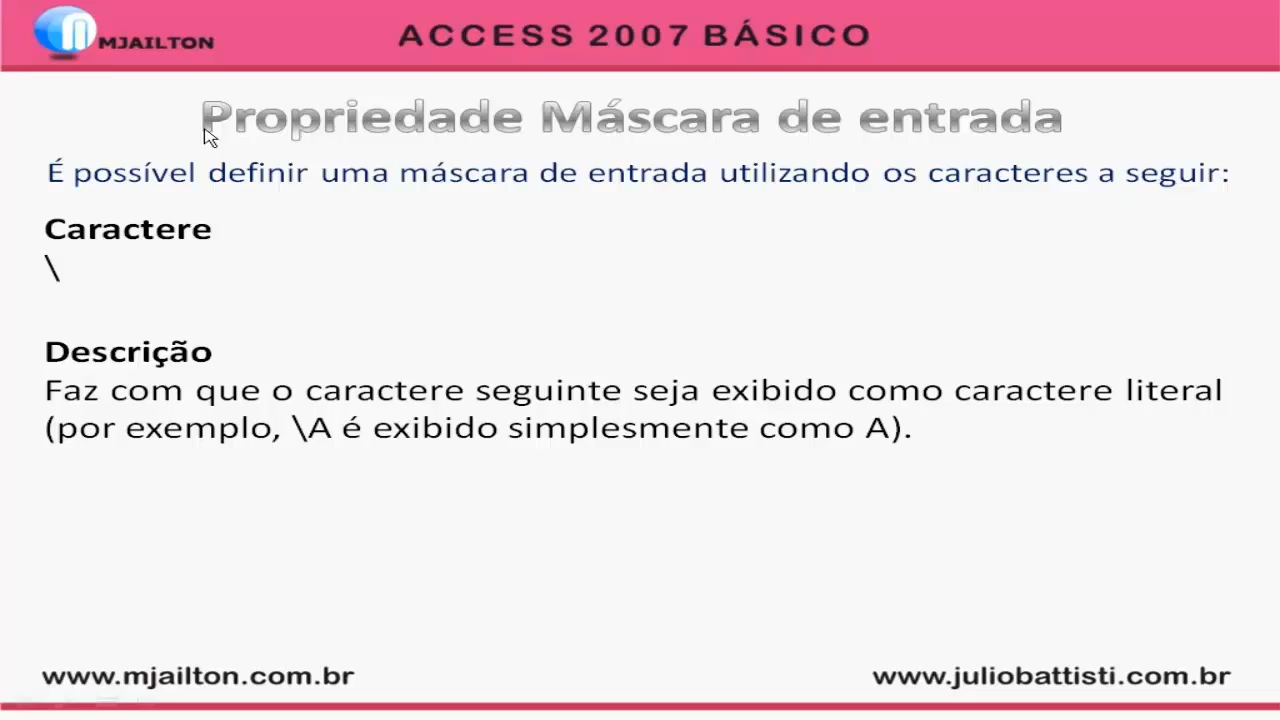 MJAILTON
ACCESS 2007 BÁSICO
Propriedade Máscara de entrada
É possível definir uma máscara de entrada utilizando os caracteres a seguir:
Caractere
\
Descrição
Faz com que o caractere seguinte seja exibido como caractere literal
(por exemplo, \A é exibido simplesmente como A).
www.mjailton.com.br
www.juliobattisti.com.br